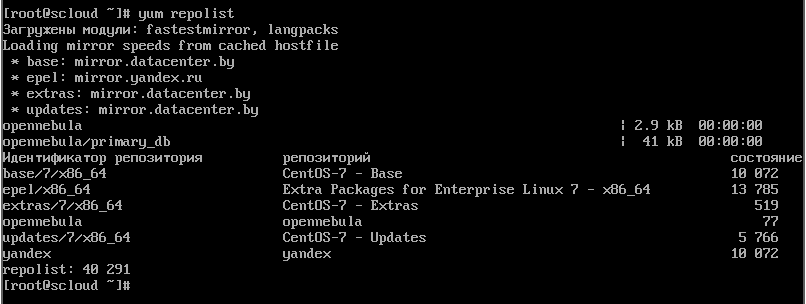 [root@scloud ~]# yum repolist
Загружены модули: fastestmirror, langpacks
Loading mirror speeds from cached hostfile
 * base: mirror.datacenter.by
 * epel: mirror.yandex.ru
 * extras: mirror.datacenter.by
 * updates: mirror.datacenter.by
opennebula | 2.9 kB 00:00:00
opennebula/primary_db | 41 kB 00:00:00
Идентификатор репозитория репозиторий состояние
base/7/x86_64 CentOS-7 - Base 10 072
epel/x86_64 Extra Packages for Enterprise Linux 7 - x86_64 13 785
extras/7/x86_64 CentOS-7 - Extras 519
opennebula opennebula 77
updates/7/x86_64 CentOS-7 - Updates 5 766
yandex yandex 10 072
repolist: 40 291
[root@scloud ~]#